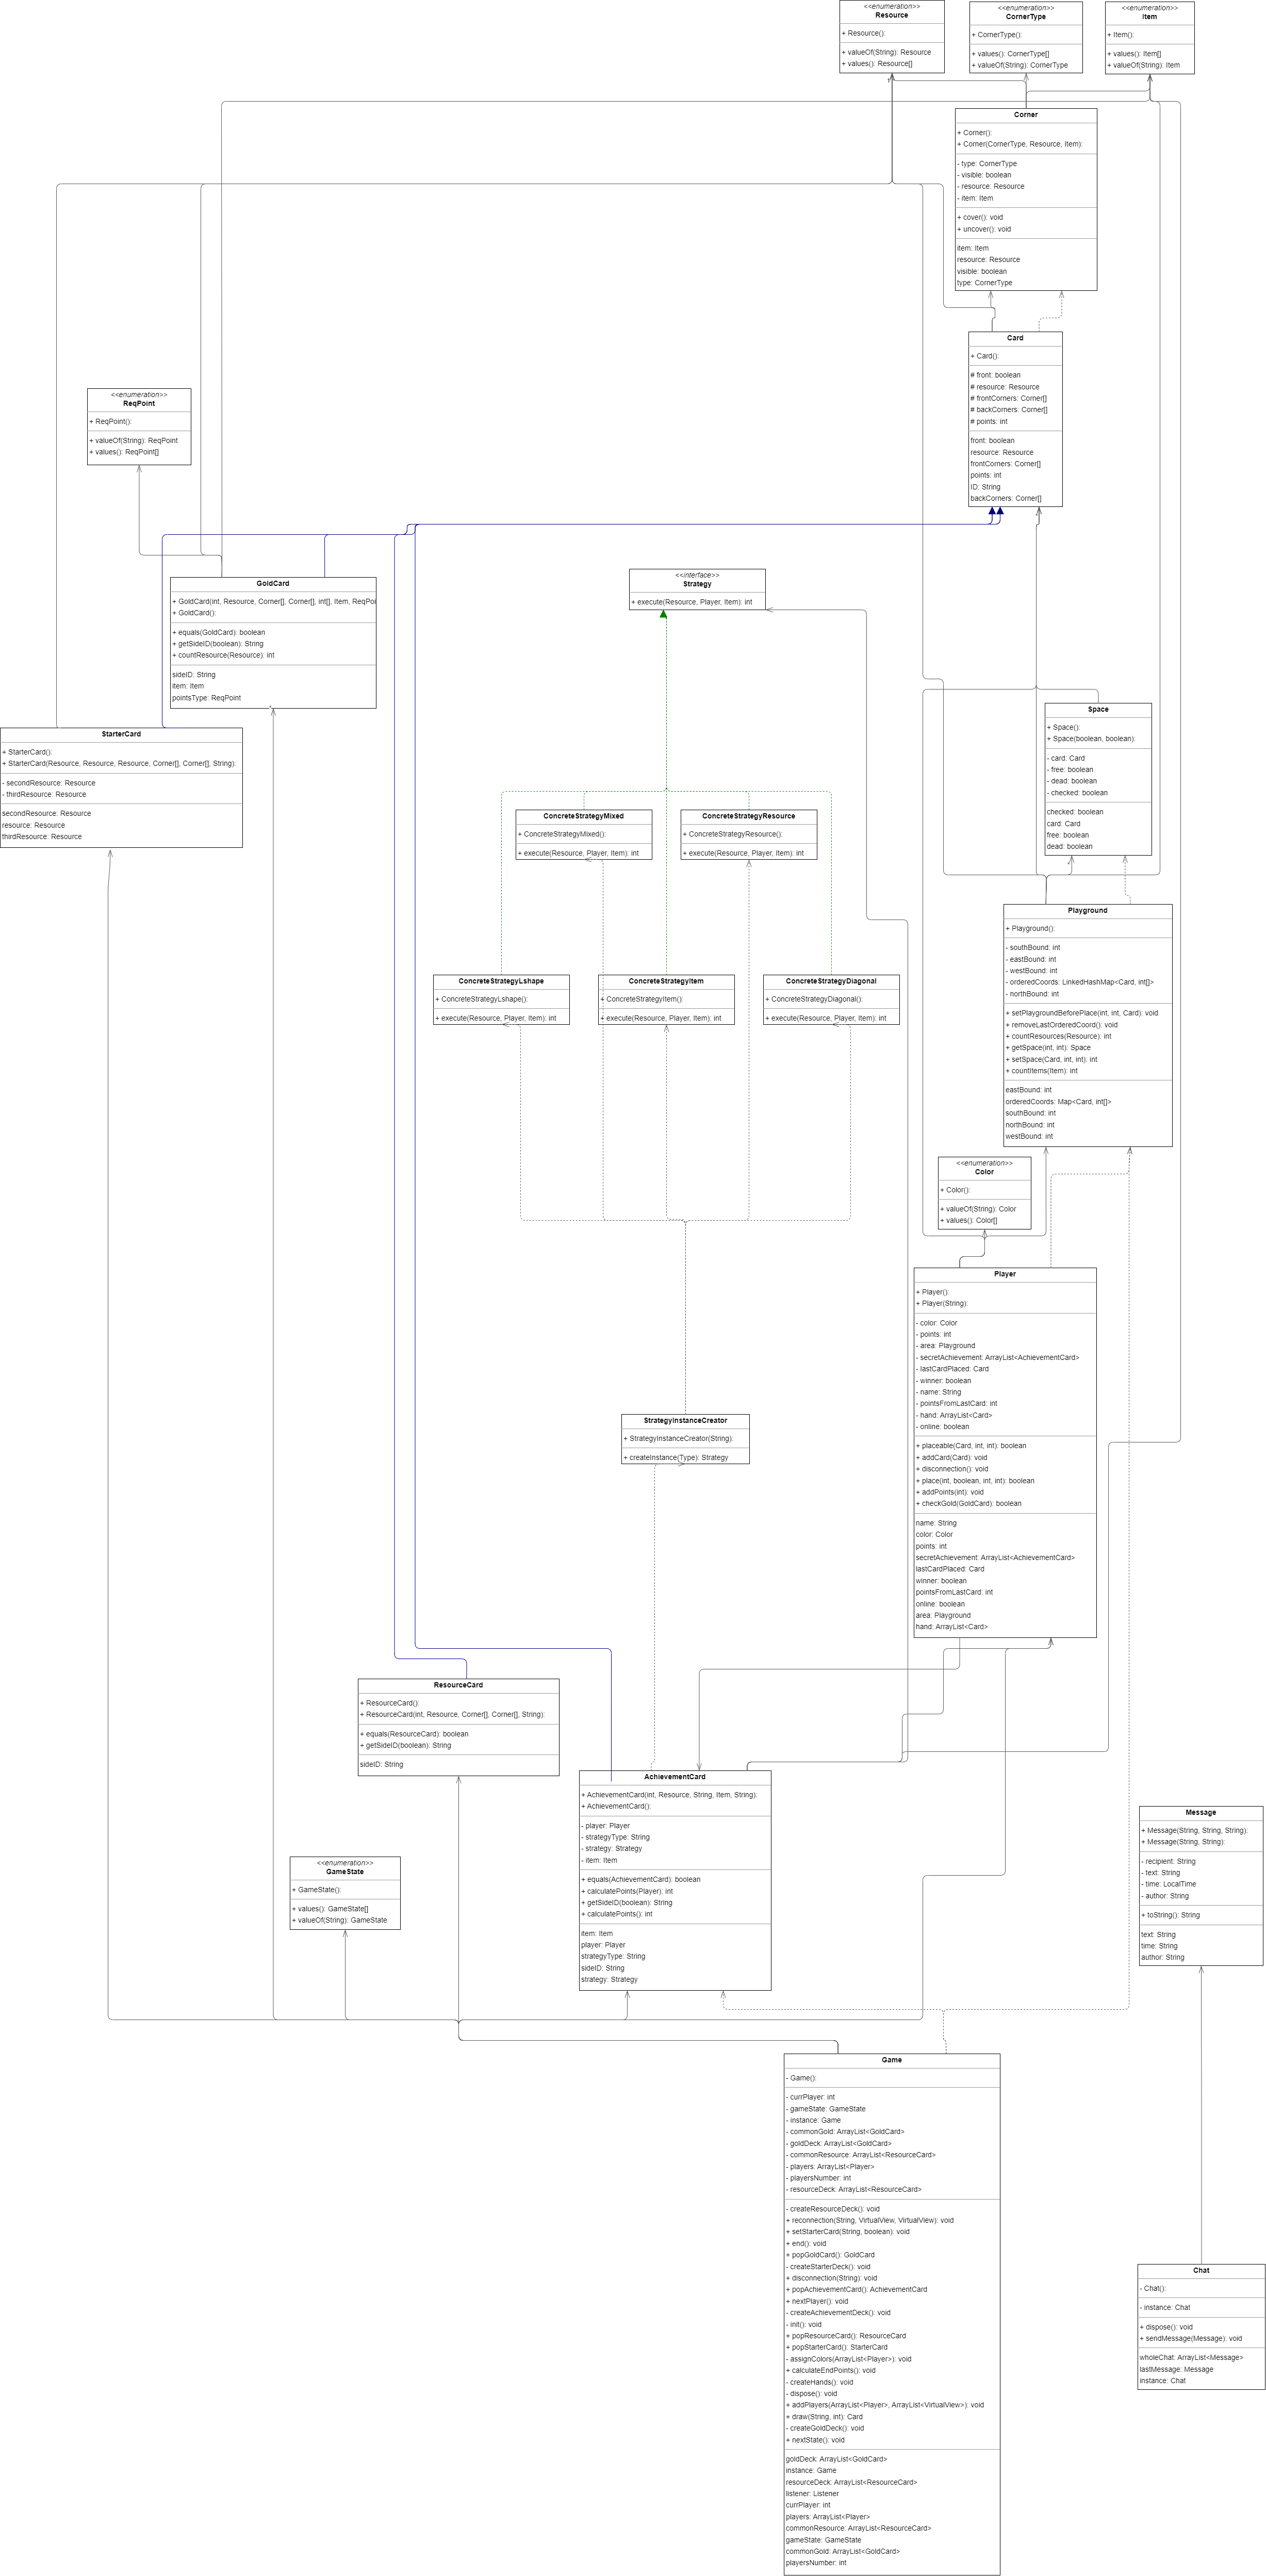 <<enumeration>>
Resource
+ Resource():
+ valueOf(String): Resource
+ values(): Resource[]
<<enumeration>>
CornerType
+ CornerType():
+ values(): CornerType[]
+ valueOf(String): CornerType
<<enumeration>>
Item
+ Item():
+ values(): Item[]
+ valueOf(String): Item
Corner
+ Corner():
+ Corner(CornerType, Resource, Item):
- type: CornerType
- visible: boolean
- resource: Resource
- item: Item
+ cover(): void
+ uncover(): void
item: Item
resource: Resource
visible: boolean
type: CornerType
Card
+ Card():
# front: boolean
# resource: Resource
# frontCorners: Corner[]
# backCorners: Corner[]
# points: int
front: boolean
resource: Resource
frontCorners: Corner[]
points: int
ID: String
backCorners: Corner[]
<<enumeration>>
ReqPoint
+ ReqPoint():
+ valueOf(String): ReqPoint
+ values(): ReqPoint[]
GoldCard
+ GoldCard(int, Resource, Corner[], Corner[], int[], Item, ReqPoi
+ GoldCard():
+ equals(GoldCard): boolean
+ getSideID(boolean): String
+ countResource(Resource): int
sideID: String
item: Item
pointsType: ReqPoint
<<interface>>
Strategy
+ execute(Resource, Player, Item): int
StarterCard
+ StarterCard():
+ StarterCard(Resource, Resource, Resource, Corner[], Corner[], String):
- secondResource: Resource
- thirdResource: Resource
secondResource: Resource
resource: Resource
thirdResource: Resource
Space
+ Space():
+ Space(boolean, boolean):
- card: Card
- free: boolean
- dead: boolean
- checked: boolean
checked: boolean
card: Card
free: boolean
dead: boolean
ConcreteStrategyMixed
+ ConcreteStrategyMixed():
+ execute(Resource, Player, Item): int
ConcreteStrategyResource
+ ConcreteStrategyResource():
+ execute(Resource, Player, Item): int
Playground
+ Playground():
- southBound: int
- eastBound: int
- westBound: int
- orderedCoords: LinkedHashMap<Card, int[]>
- northBound: int
+ setPlaygroundBeforePlace(int, int, Card): void
+ removeLastOrderedCoord(): void
+ countResources(Resource): int
+ getSpace(int, int): Space
+ setSpace(Card, int, int): int
+ countItems(Item): int
eastBound: int
orderedCoords: Map<Card, int[]>
southBound: int
northBound: int
westBound: int
ConcreteStrategyLshape
+ ConcreteStrategyLshape():
+ execute(Resource, Player, Item): int
ConcreteStrategyItem
+ ConcreteStrategyItem():
+ execute(Resource, Player, Item): int
ConcreteStrategyDiagonal
+ ConcreteStrategyDiagonal():
+ execute(Resource, Player, Item): int
<<enumeration>>
Color
+ Color():
+ valueOf(String): Color
+ values(): Color[]
Player
+ Player():
+ Player(String):
- color: Color
- points: int
- area: Playground
- secretAchievement: ArrayList<AchievementCard>
- lastCardPlaced: Card
- winner: boolean
- name: String
- pointsFromLastCard: int
- hand: ArrayList<Card>
- online: boolean
+ placeable(Card, int, int): boolean
+ addCard(Card): void
+ disconnection(): void
+ place(int, boolean, int, int): boolean
+ addPoints(int): void
+ checkGold(GoldCard): boolean
name: String
color: Color
points: int
secretAchievement: ArrayList<AchievementCard>
lastCardPlaced: Card
winner: boolean
pointsFromLastCard: int
online: boolean
area: Playground
hand: ArrayList<Card>
StrategyInstanceCreator
+ StrategyInstanceCreator(String):
+ createInstance(Type): Strategy
ResourceCard
+ ResourceCard():
+ ResourceCard(int, Resource, Corner[], Corner[], String):
+ equals(ResourceCard): boolean
+ getSideID(boolean): String
sideID: String
AchievementCard
+ AchievementCard(int, Resource, String, Item, String):
+ AchievementCard():
- player: Player
- strategyType: String
- strategy: Strategy
- item: Item
+ equals(AchievementCard): boolean
+ calculatePoints(Player): int
+ getSideID(boolean): String
+ calculatePoints(): int
item: Item
player: Player
strategyType: String
sideID: String
strategy: Strategy
<<enumeration>>
GameState
+ GameState():
+ values(): GameState[]
+ valueOf(String): GameState
Message
+ Message(String, String, String):
+ Message(String, String):
- recipient: String
- text: String
- time: LocalTime
- author: String
+ toString(): String
text: String
time: String
author: String
Game
- Game():
- currPlayer: int
- gameState: GameState
- instance: Game
- commonGold: ArrayList<GoldCard>
- goldDeck: ArrayList<GoldCard>
- commonResource: ArrayList<ResourceCard>
- players: ArrayList<Player>
- playersNumber: int
- resourceDeck: ArrayList<ResourceCard>
- createResourceDeck(): void
+ reconnection(String, VirtualView, VirtualView): void
+ setStarterCard(String, boolean): void
+ end(): void
+ popGoldCard(): GoldCard
- createStarterDeck(): void
+ disconnection(String): void
+ popAchievementCard(): AchievementCard
+ nextPlayer(): void
- createAchievementDeck(): void
- init(): void
+ popResourceCard(): ResourceCard
+ popStarterCard(): StarterCard
- assignColors(ArrayList<Player>): void
+ calculateEndPoints(): void
- createHands(): void
- dispose(): void
+ addPlayers(ArrayList<Player>, ArrayList<VirtualView>): void
+ draw(String, int): Card
- createGoldDeck(): void
+ nextState(): void
goldDeck: ArrayList<GoldCard>
instance: Game
resourceDeck: ArrayList<ResourceCard>
listener: Listener
currPlayer: int
players: ArrayList<Player>
commonResource: ArrayList<ResourceCard>
gameState: GameState
commonGold: ArrayList<GoldCard>
playersNumber: int
Chat
- Chat():
- instance: Chat
+ dispose(): void
+ sendMessage(Message): void
wholeChat: ArrayList<Message>
lastMessage: Message
instance: Chat